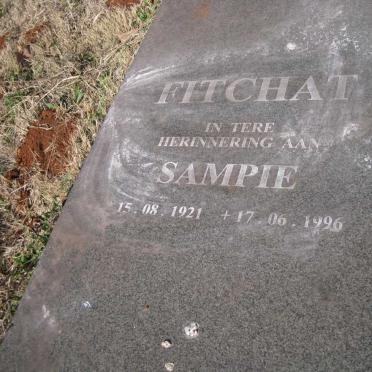 FITCHAT
IN TERE
HERINNERING AAN
SAMPIE
15.08.1921 +17.06.1996